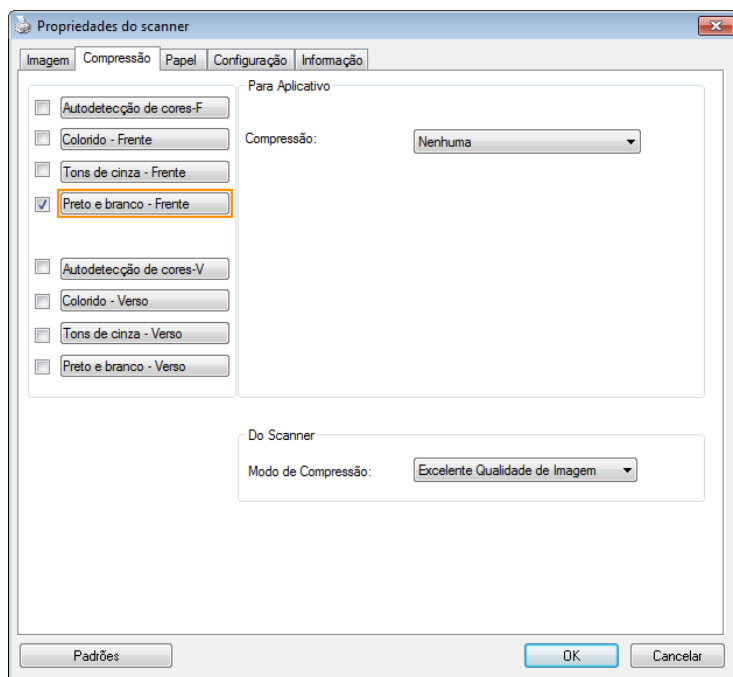 Propriedades do scanner
Imagem Compressão Papel Configuração Informação
Autodetecção de cores-F
Colorido - Frente
Tons de cinza - Frente
Preto e branco - Frente
Autodetecção de cores-V
Colorido - Verso
Tons de cinza - Verso
Preto e branco - Verso
Para Aplicativo
Compressão: Nenhuma
Do Scanner
Modo de Compressão: Excelente Qualidade de Imagem
Padrões OK Cancelar